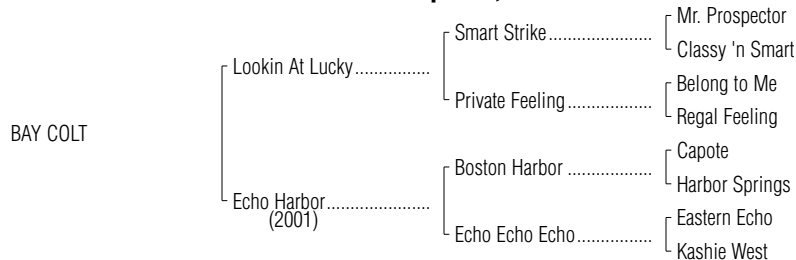 Mr. Prospector
Smart Strike.....................
Classy 'n Smart
Lookin At Lucky................
Belong to Me
Private Feeling.................
Regal Feeling
BAY COLT
Capote
Boston Harbor .................
Harbor Springs
Echo Harbor......................
(2001)
Eastern Echo
Echo Echo Echo...............
Kashie West